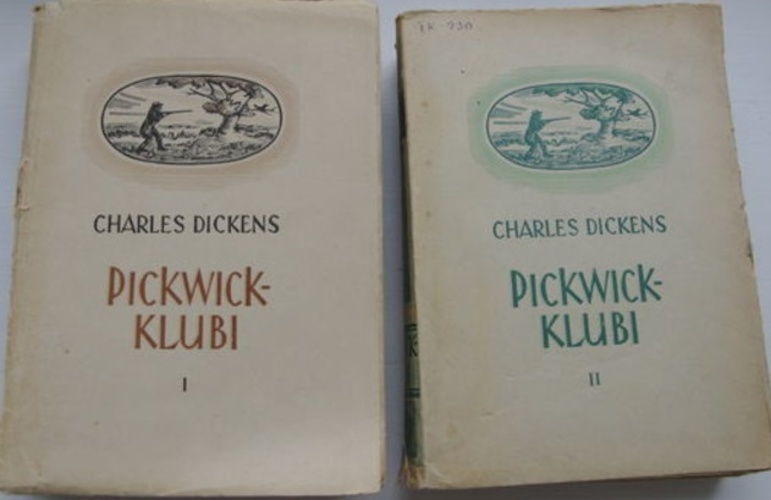 CHARLES DICKENS
PICKWICK-
KLUBI
I
CHARLES DICKENS
PICKWICK-
KLUBI
II